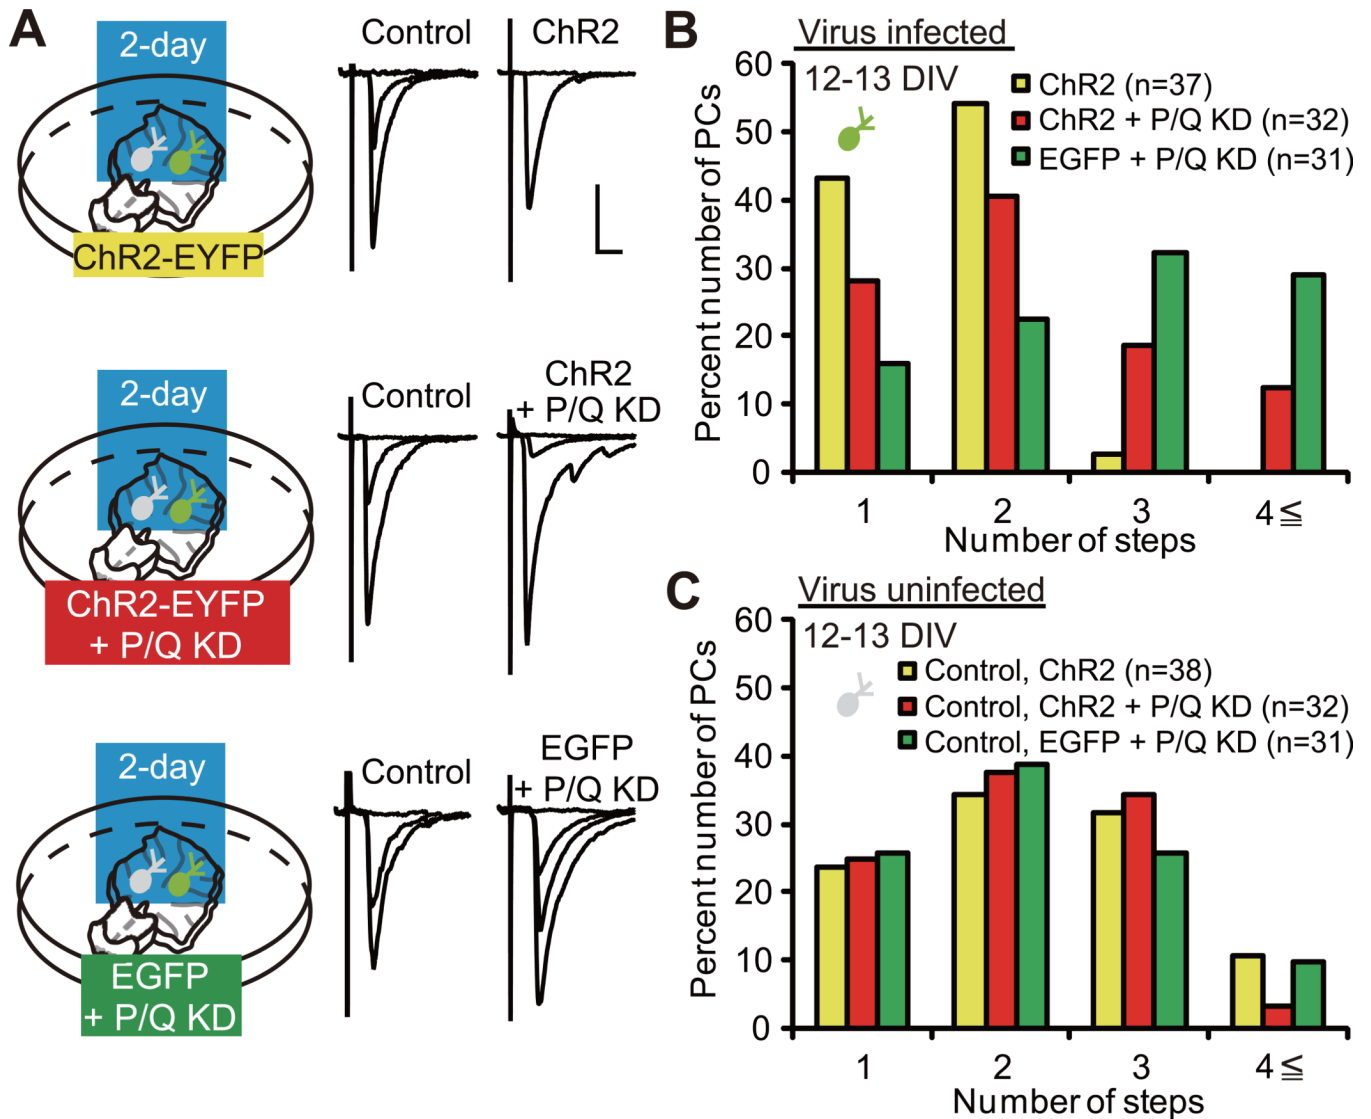 A
2-day
ChR2-EYFP
Control
ChR2
2-day
ChR2-EYFP
+ P/Q KD
Control
ChR2
+ P/Q KD
2-day
EGFP
+ P/Q KD
Control
EGFP
+ P/Q KD
B
Virus infected
12-13 DIV
ChR2 (n=37)
ChR2 + P/Q KD (n=32)
EGFP + P/Q KD (n=31)
Percent number of PCs
60
50
40
30
20
10
0
1 2 3 4≦
Number of steps
C
Virus uninfected
12-13 DIV
Control, ChR2 (n=38)
Control, ChR2 + P/Q KD (n=32)
Control, EGFP + P/Q KD (n=31)
Percent number of PCs
60
50
40
30
20
10
0
1 2 3 4≦
Number of steps